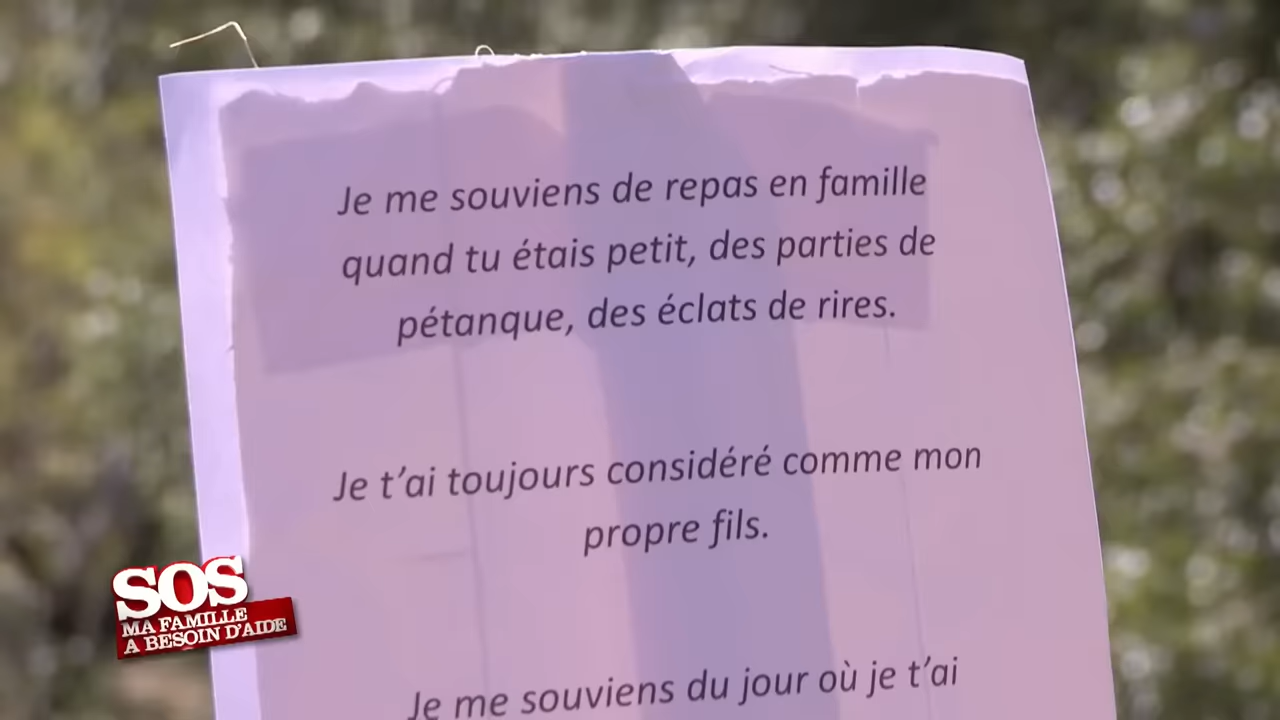 Je me souviens de repas en famille
quand tu étais petit, des parties de
pétanque, des éclats de rires.
Je t’ai toujours considéré comme mon
propre fils.
Je me souviens du jour où je t’ai
SOS
MA FAMILLE
A BESOIN D'AIDE